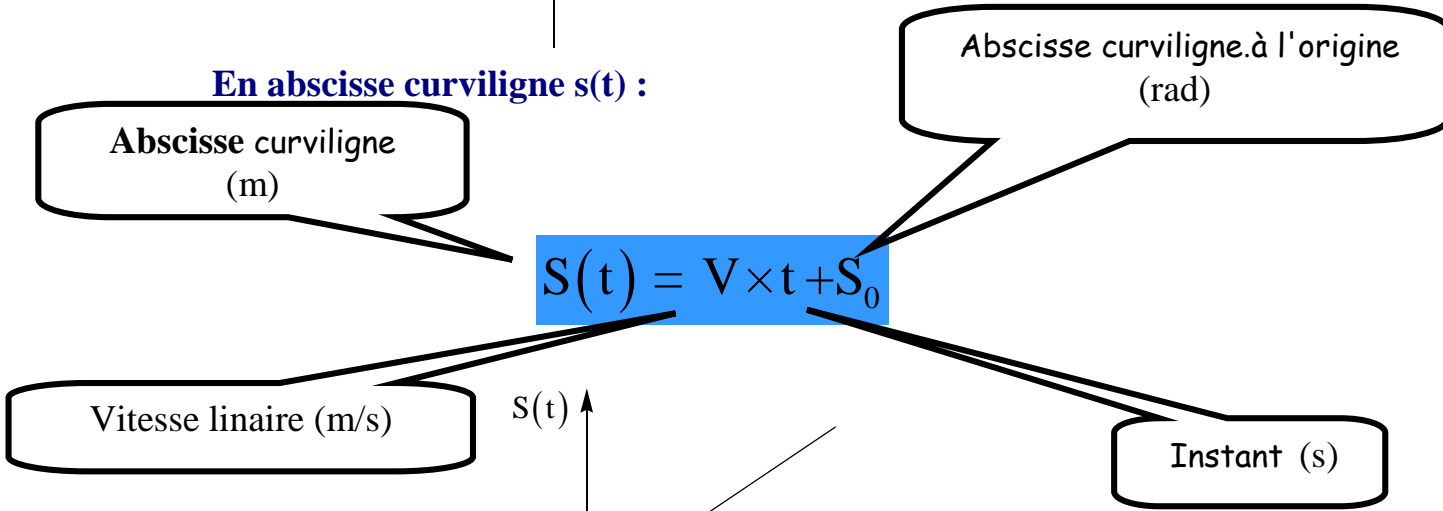 Abscisse curviligne.à l'origine
(rad)
En abscisse curviligne s(t) :
Abscisse curviligne
(m)
S(t) = V×t+S₀
Vitesse linaire (m/s)
S(t)
Instant (s)